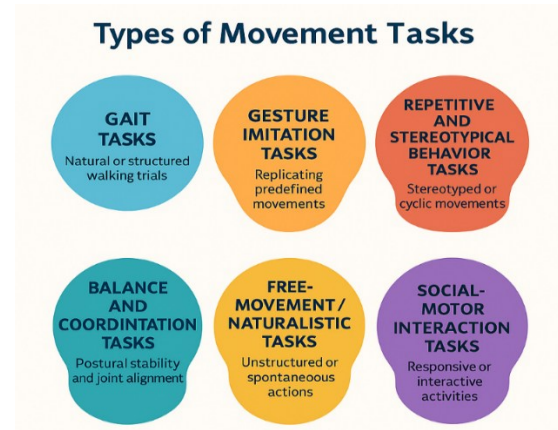 Types of Movement Tasks
GAIT
TASKS
Natural or structured
walking trials
GESTURE
IMITATION
TASKS
Replicating
predefined
movements
REPETITIVE
AND
STEREOTYPICAL
BEHAVIOR TASKS
Stereotyped or
cyclic movements
BALANCE
AND
COORDINTATION
TASKS
Postural stability
and joint alignment
FREE-
MOVEMENT /
NATURALISTIC
TASKS
Unstructured or
spontaneous
actions
SOCIAL-
MOTOR
INTERACTION
TASKS
Responsive or
interactive
activities